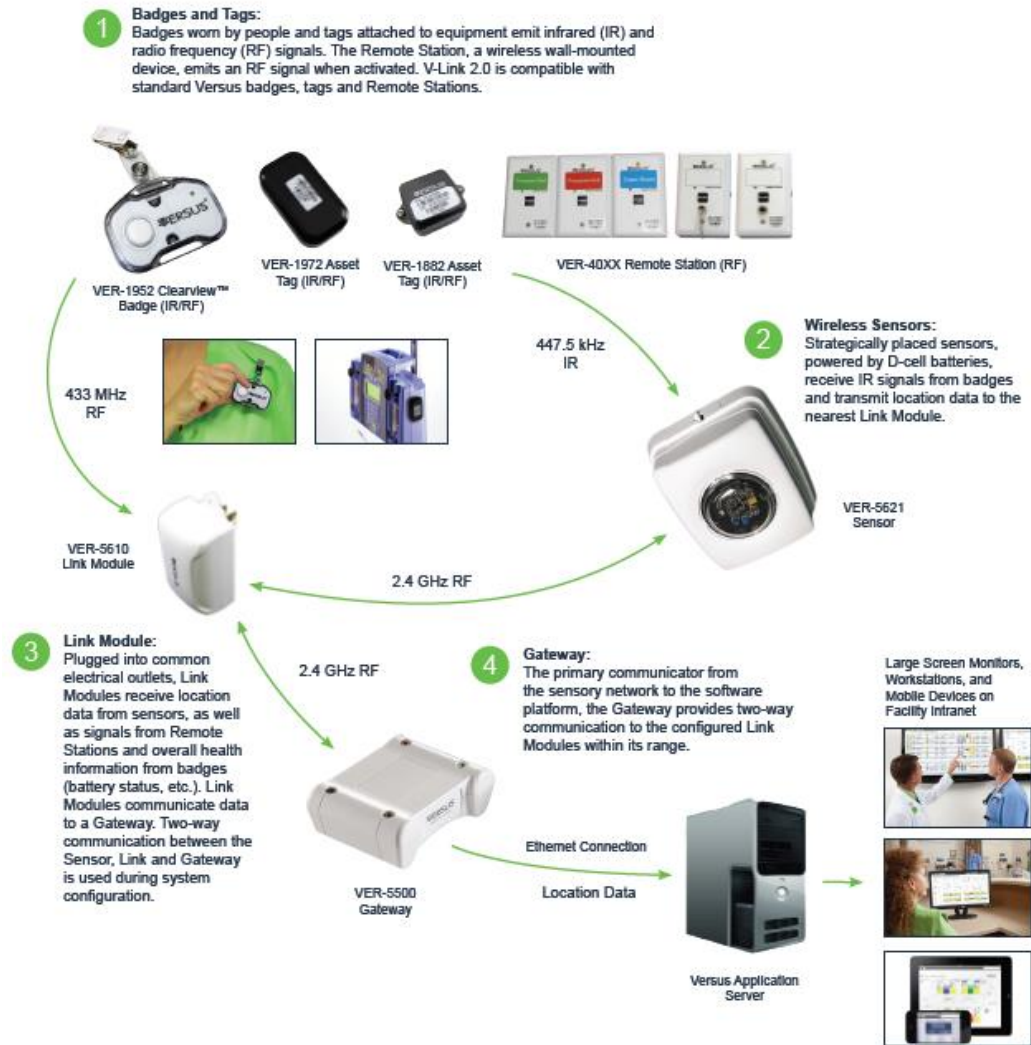 1
Badges and Tags:
Badges worn by people and tags attached to equipment emit infrared (IR) and
radio frequency (RF) signals. The Remote Station, a wireless wall-mounted
device, emits an RF signal when activated. V-Link 2.0 is compatible with
standard Versus badges, tags and Remote Stations.
VERSUS
VERSUS
VER-1952 Clearview™
Badge (IR/RF)
VER-1972 Asset
Tag (IR/RF)
VER-1882 Asset
Tag (IR/RF)
VER-40XX Remote Station (RF)
433 MHz
RF
447.5 kHz
IR
2
Wireless Sensors:
Strategically placed sensors,
powered by D-cell batteries,
receive IR signals from badges
and transmit location data to the
nearest Link Module.
VER-5621
Sensor
VER-5610
Link Module
VERSUS
2.4 GHz RF
3
Link Module:
Plugged into common
electrical outlets, Link
Modules receive location
data from sensors, as well
as signals from Remote
Stations and overall health
information from badges
(battery status, etc.). Link
Modules communicate data
to a Gateway. Two-way
communication between the
Sensor, Link and Gateway
is used during system
configuration.
2.4 GHz RF
VERSUS
VER-5500
Gateway
4
Gateway:
The primary communicator from
the sensory network to the software
platform, the Gateway provides two-way
communication to the configured Link
Modules within its range.
Ethernet Connection
Location Data
Versus Application
Server
Large Screen Monitors,
Workstations, and
Mobile Devices on
Facility Intranet